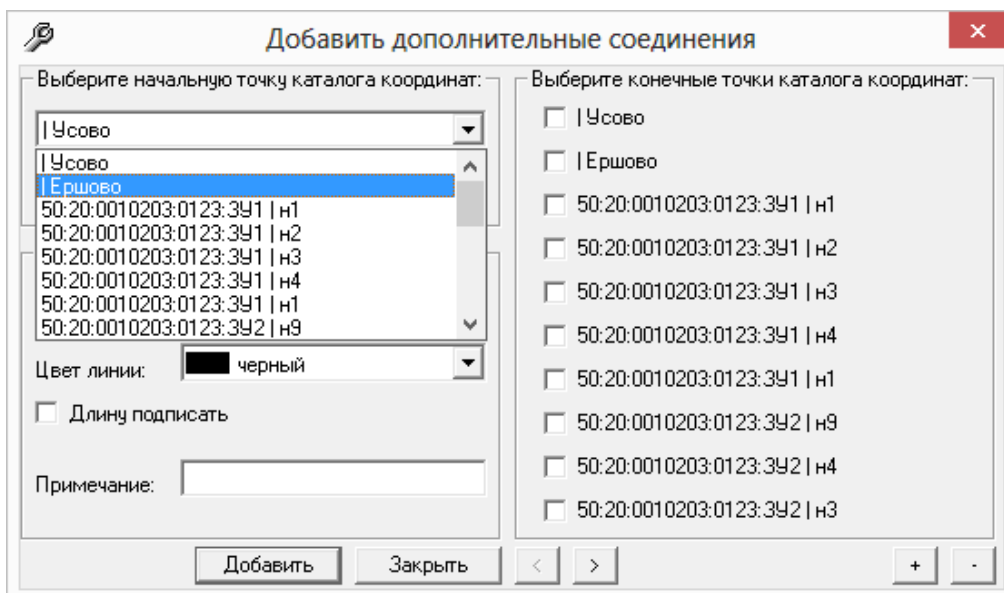 Добавить дополнительные соединения
Выберите начальную точку каталога координат:
| Усово
| Усово
| Ершово
50:20:0010203:0123:ЗУ1 | н1
50:20:0010203:0123:ЗУ1 | н2
50:20:0010203:0123:ЗУ1 | н3
50:20:0010203:0123:ЗУ1 | н4
50:20:0010203:0123:ЗУ1 | н1
50:20:0010203:0123:ЗУ2 | н9
Цвет линии:
черный
Длину подписать
Примечание:
Добавить
Закрыть
Выберите конечные точки каталога координат:
| Усово
| Ершово
50:20:0010203:0123:ЗУ1 | н1
50:20:0010203:0123:ЗУ1 | н2
50:20:0010203:0123:ЗУ1 | н3
50:20:0010203:0123:ЗУ1 | н4
50:20:0010203:0123:ЗУ1 | н1
50:20:0010203:0123:ЗУ2 | н9
50:20:0010203:0123:ЗУ2 | н4
50:20:0010203:0123:ЗУ2 | н3
< > + -